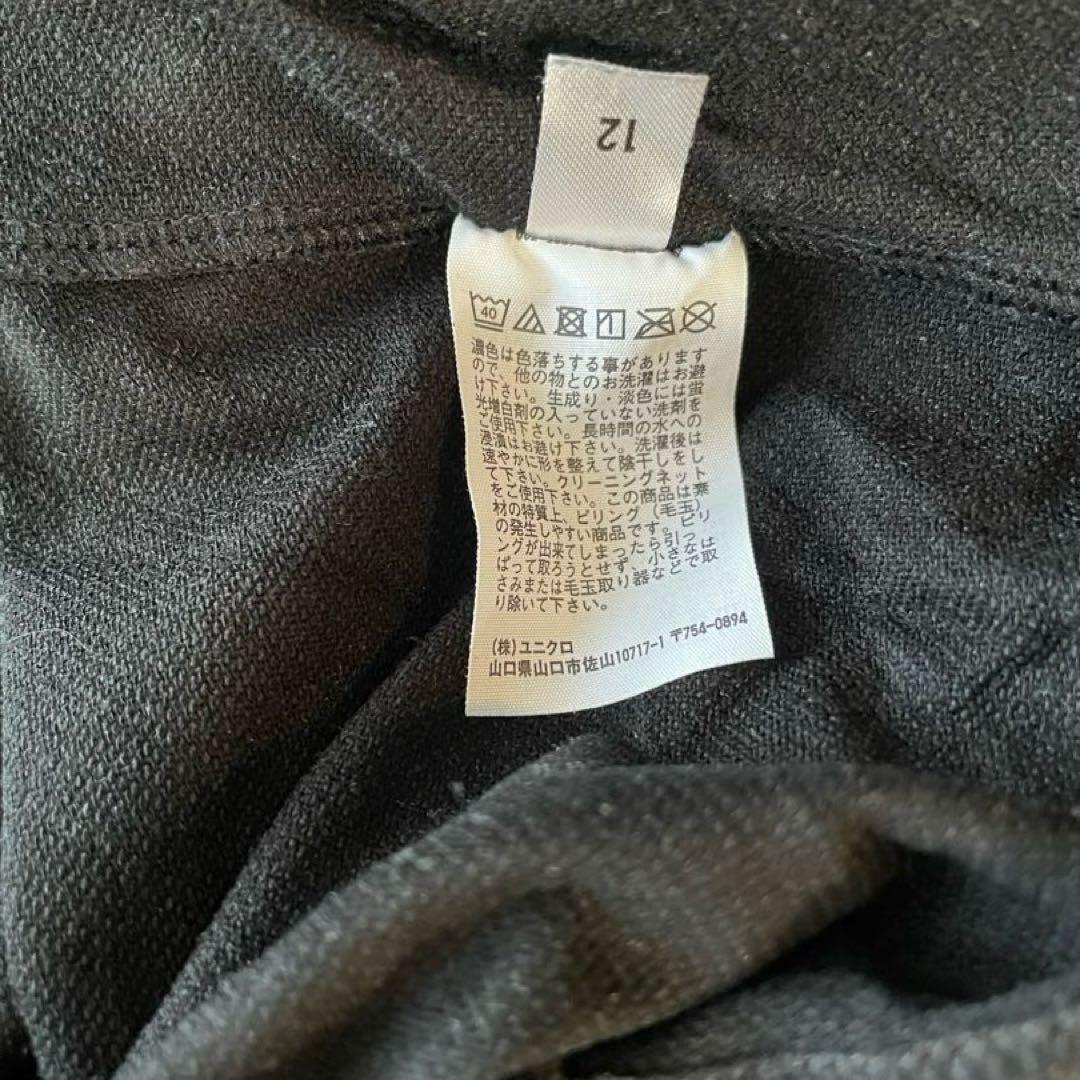 12
40
濃色は色落ちする事があります
ので、他の物とのお洗濯はお避
け下さい。生成り・淡色には蛍
光増白剤の入っていない洗剤を
ご使用下さい。長時間の水への
浸漬はお避け下さい。洗濯後は
速やかに形を整えて陰干しをし
て下さい。クリーニングネット
をご使用下さい。この商品は素
材の特質上、ピリング（毛玉）
の発生しやすい商品です。ピリ
ングが出来てしまったら引っ
ぱって取ろうとせず、小さなは
さみまたは毛玉取り器などで取
り除いて下さい。
(株)ユニクロ
山口県山口市佐山10717-1 〒754-0894